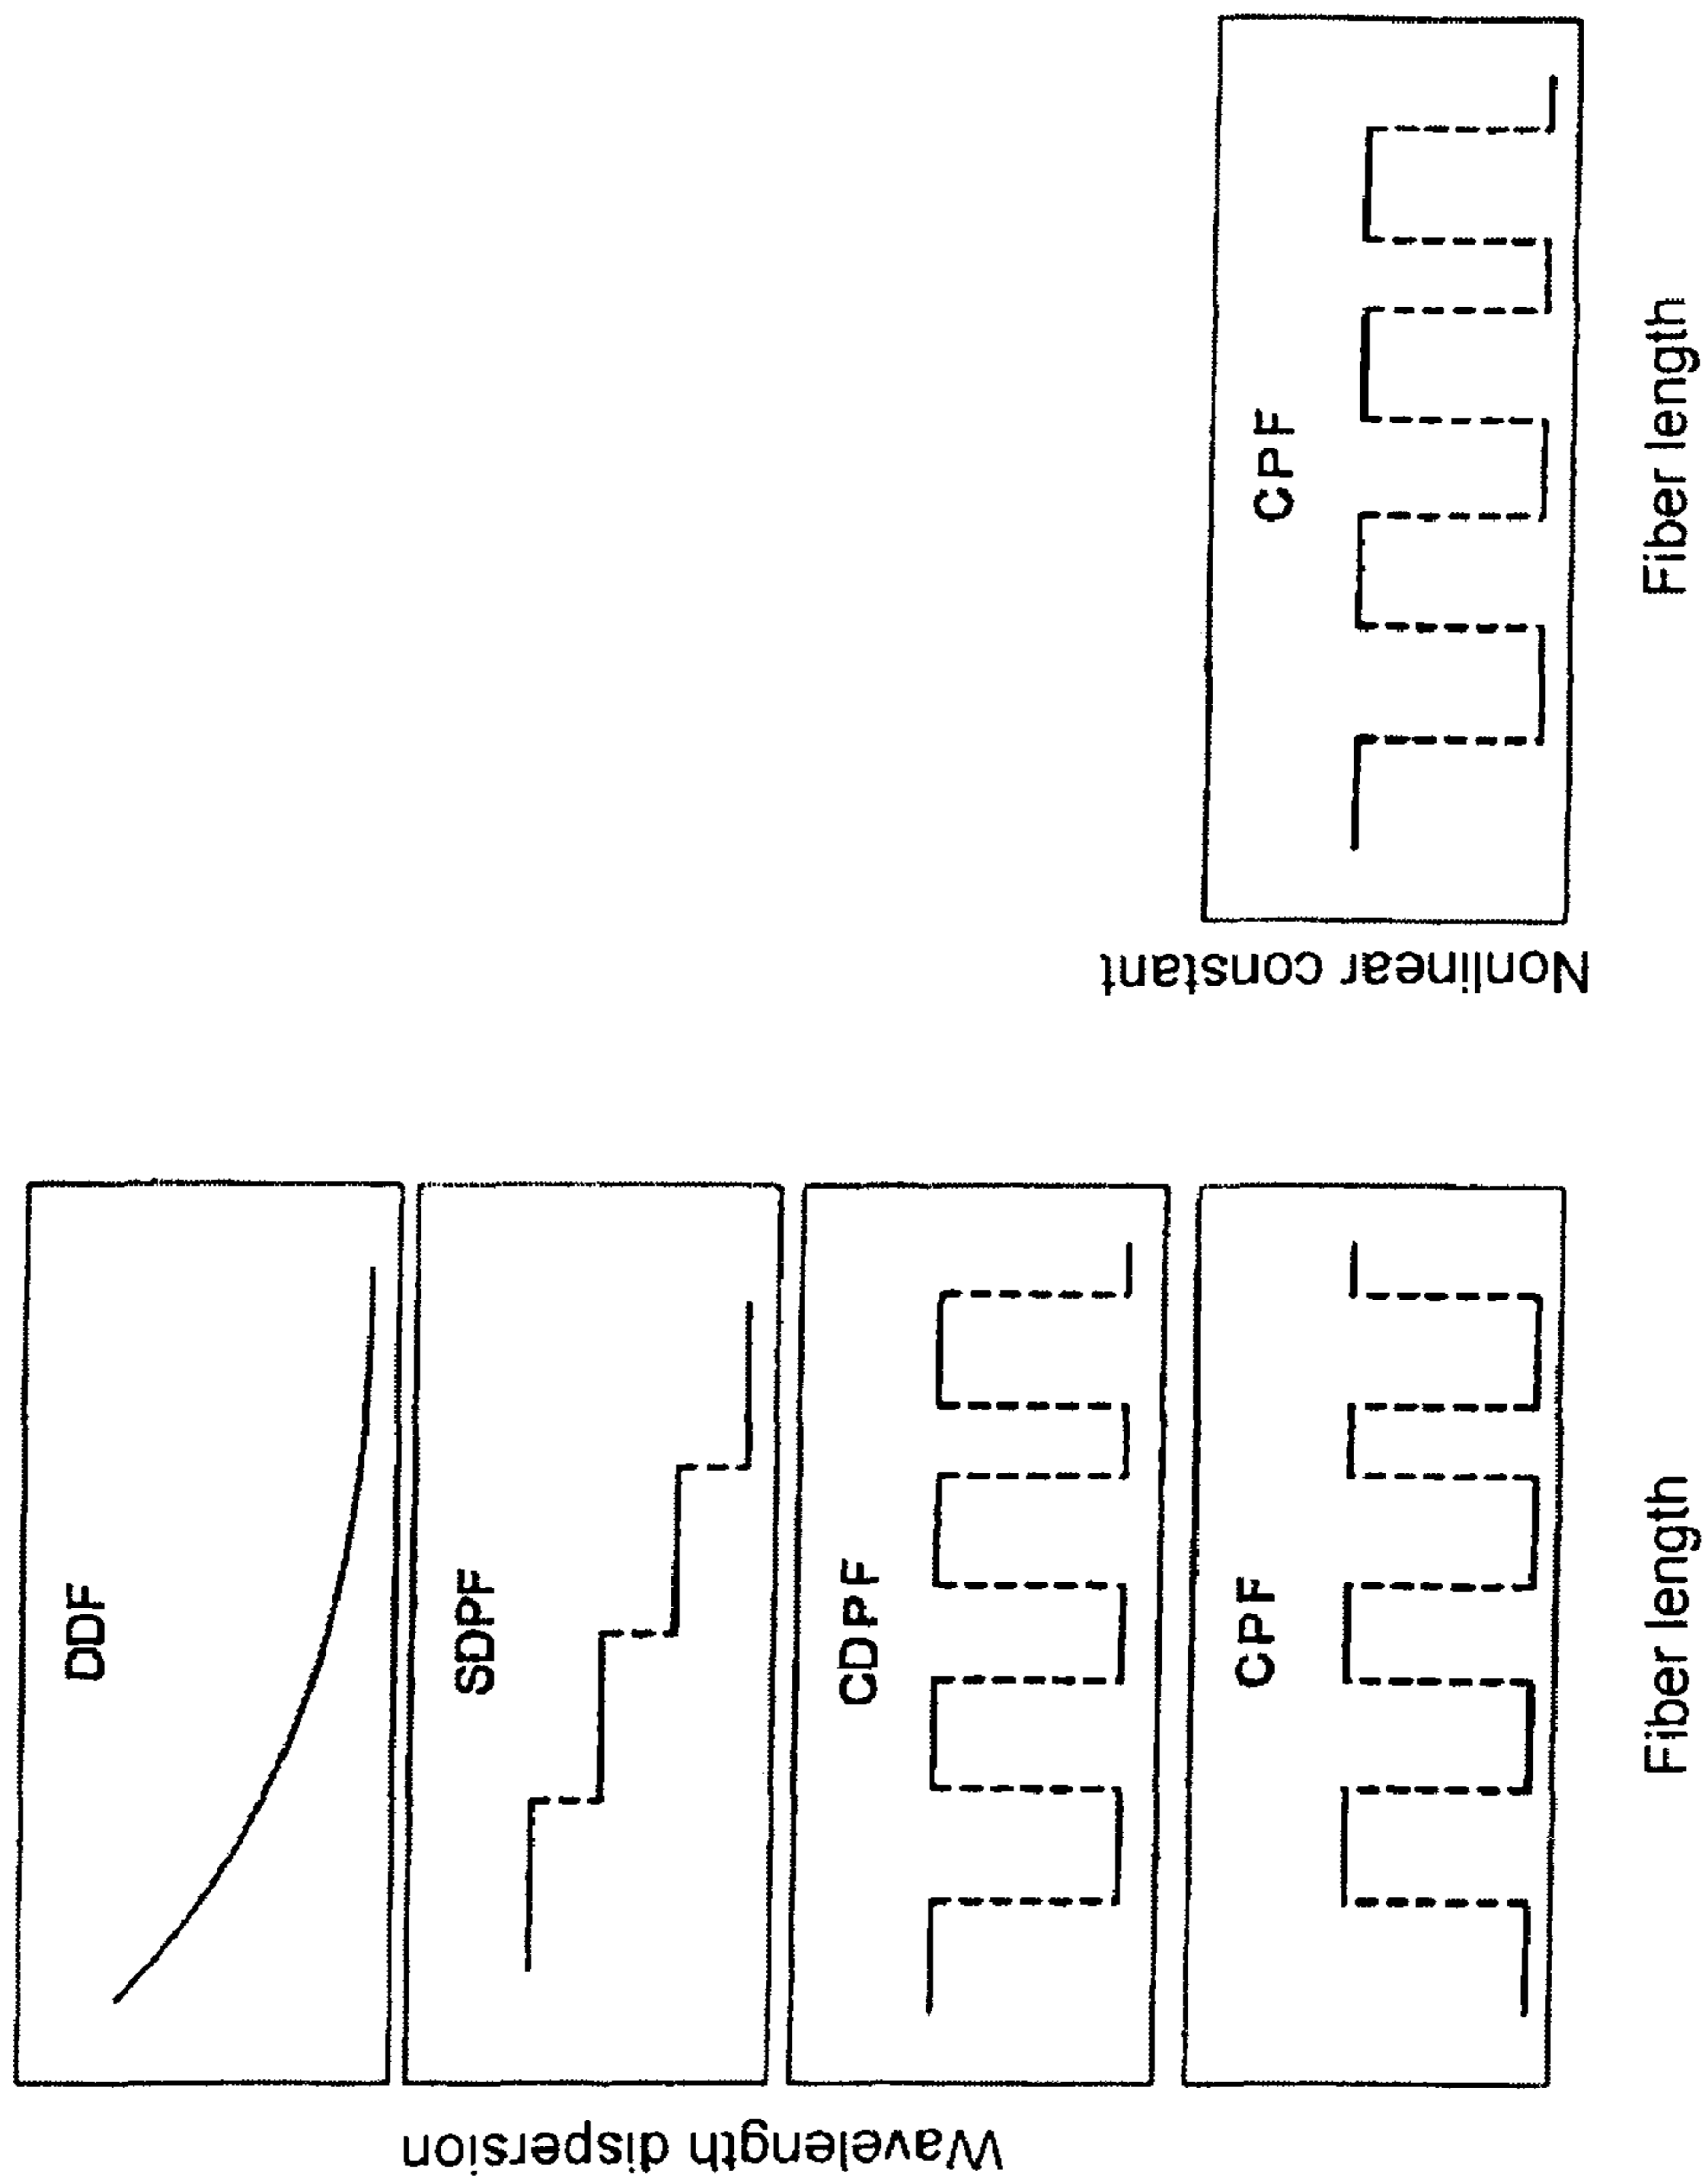 Wavelength dispersion
DDF
SDPF
CDPF
CPF
Fiber length
Nonlinear constant
CPF
Fiber length